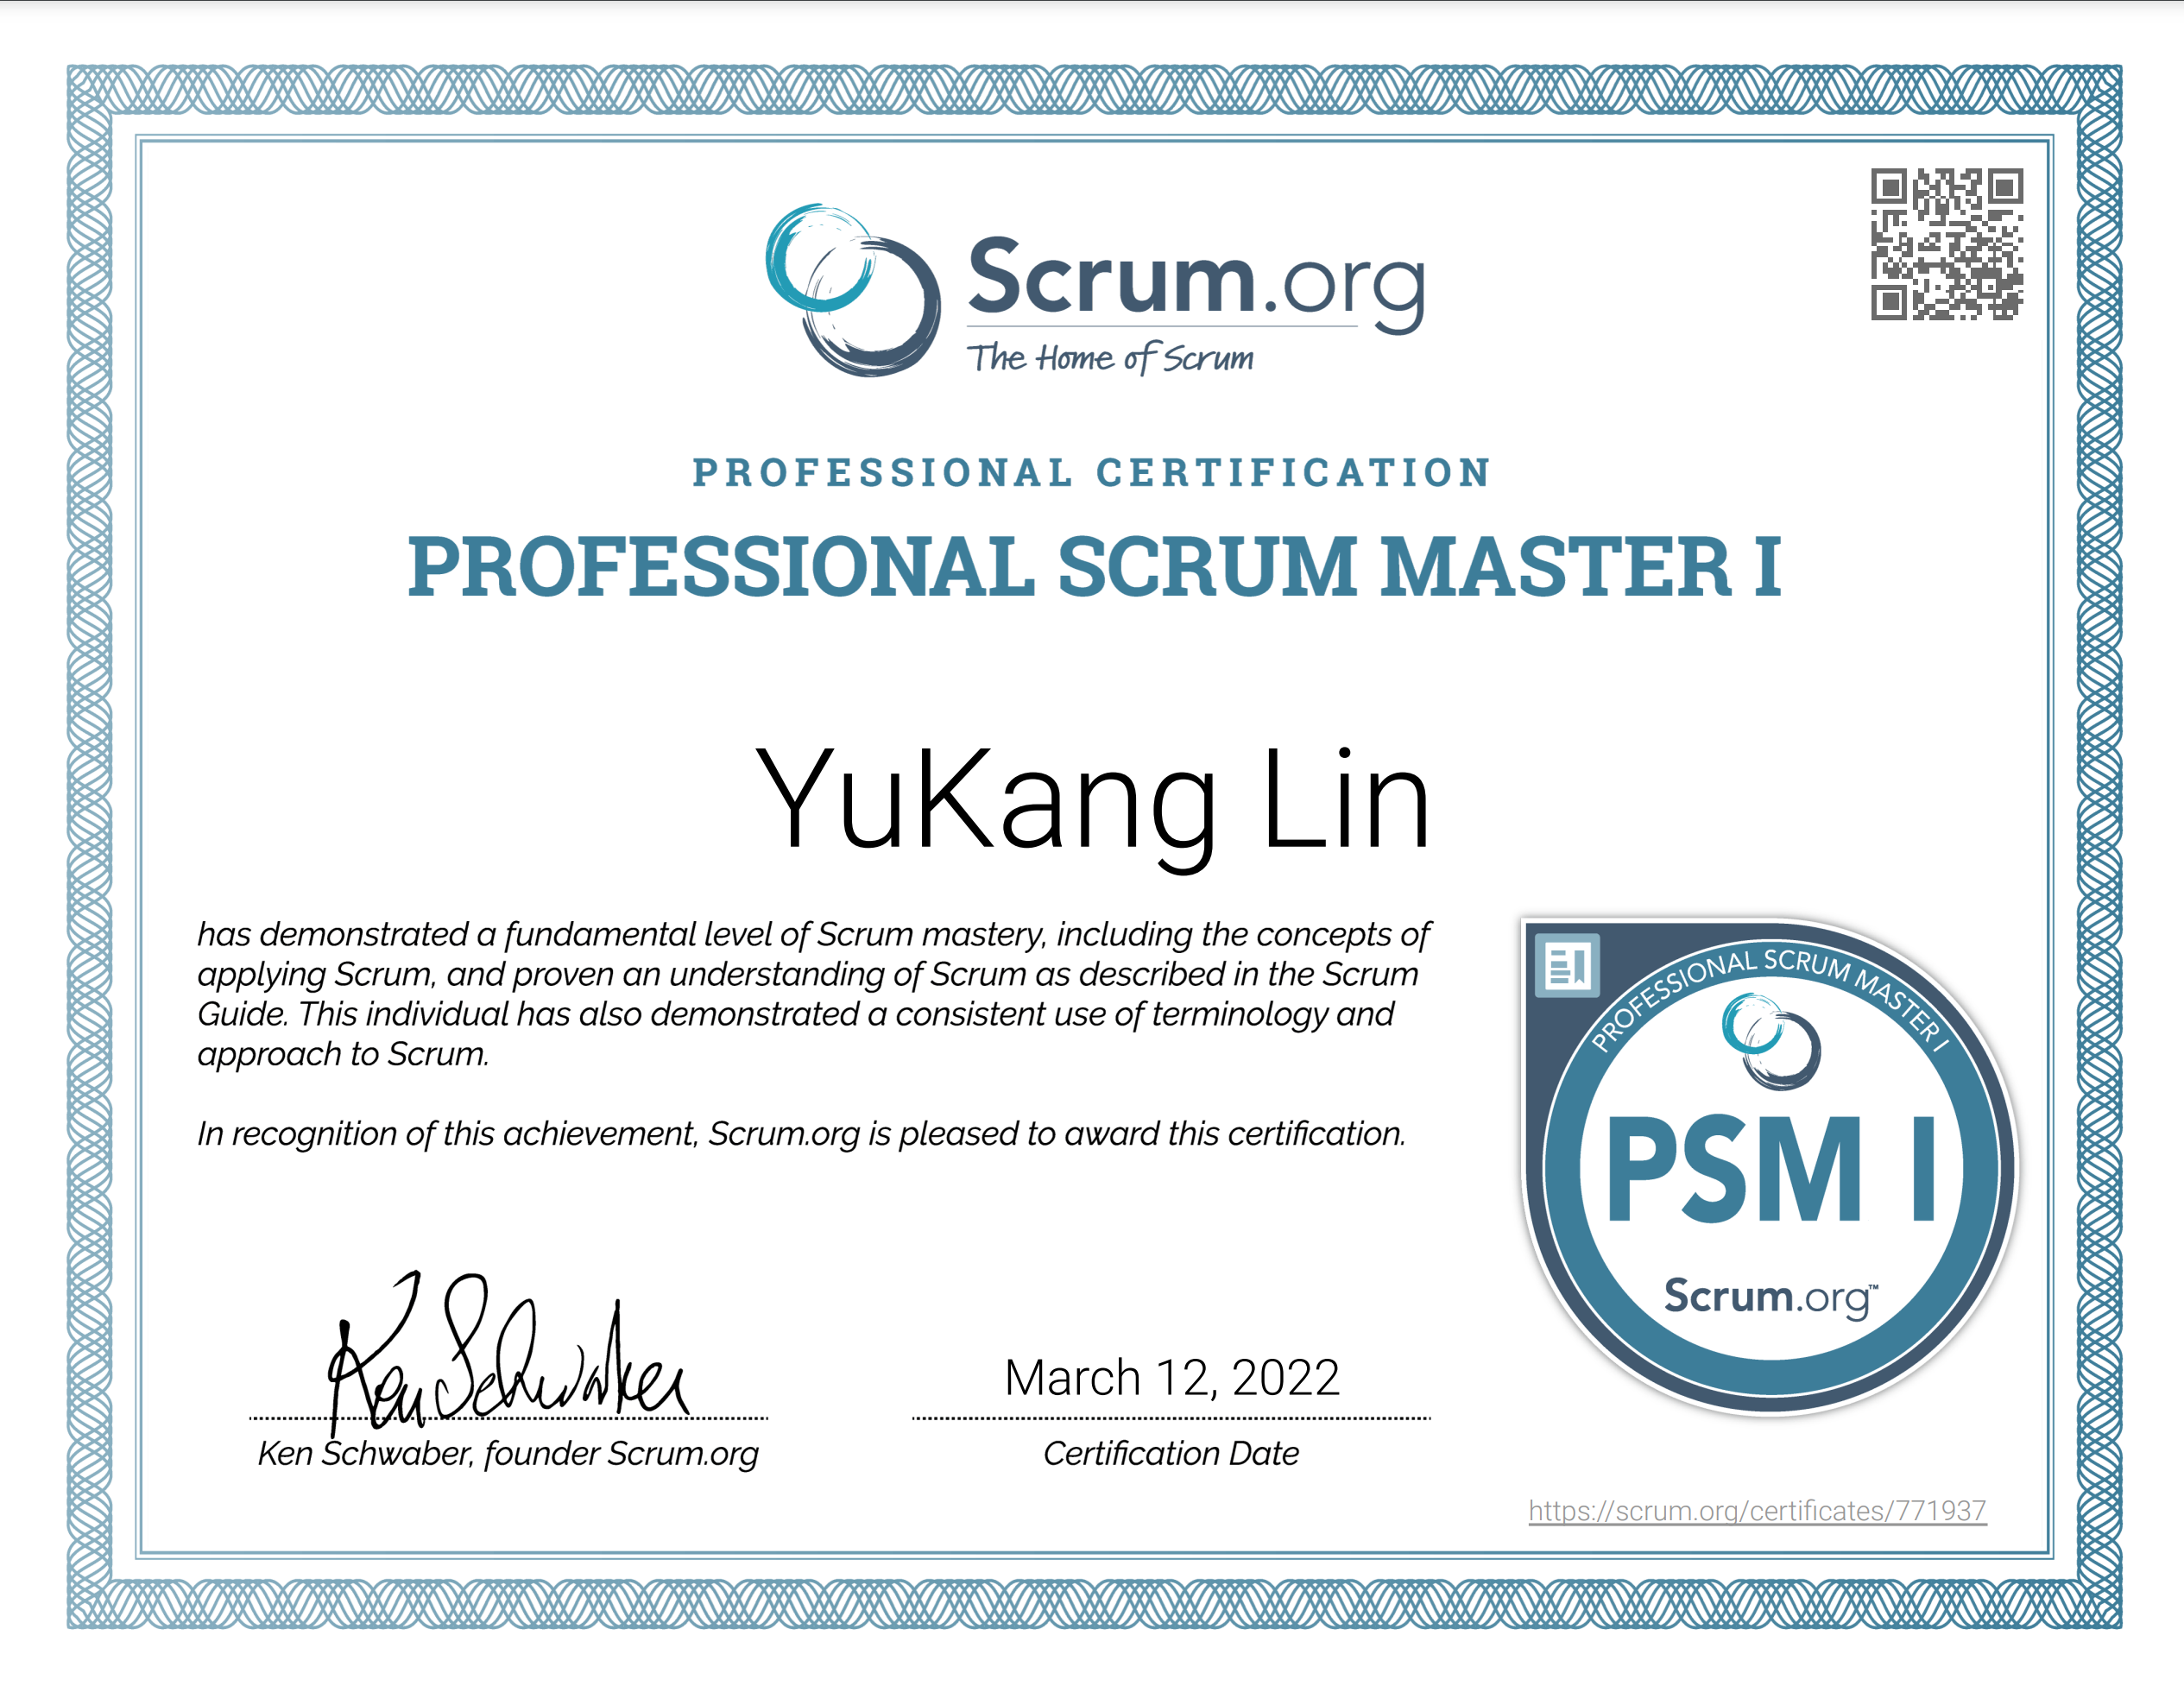 Scrum.org
The Home of Scrum
PROFESSIONAL CERTIFICATION
PROFESSIONAL SCRUM MASTER I
YuKang Lin
has demonstrated a fundamental level of Scrum mastery, including the concepts of
applying Scrum, and proven an understanding of Scrum as described in the Scrum
Guide. This individual has also demonstrated a consistent use of terminology and
approach to Scrum.
In recognition of this achievement, Scrum.org is pleased to award this certification.
PROFESSIONAL SCRUM MASTER I
PSM I
Scrum.org™
Ken Schwaber
Ken Schwaber, founder Scrum.org
March 12, 2022
Certification Date
https://scrum.org/certificates/771937